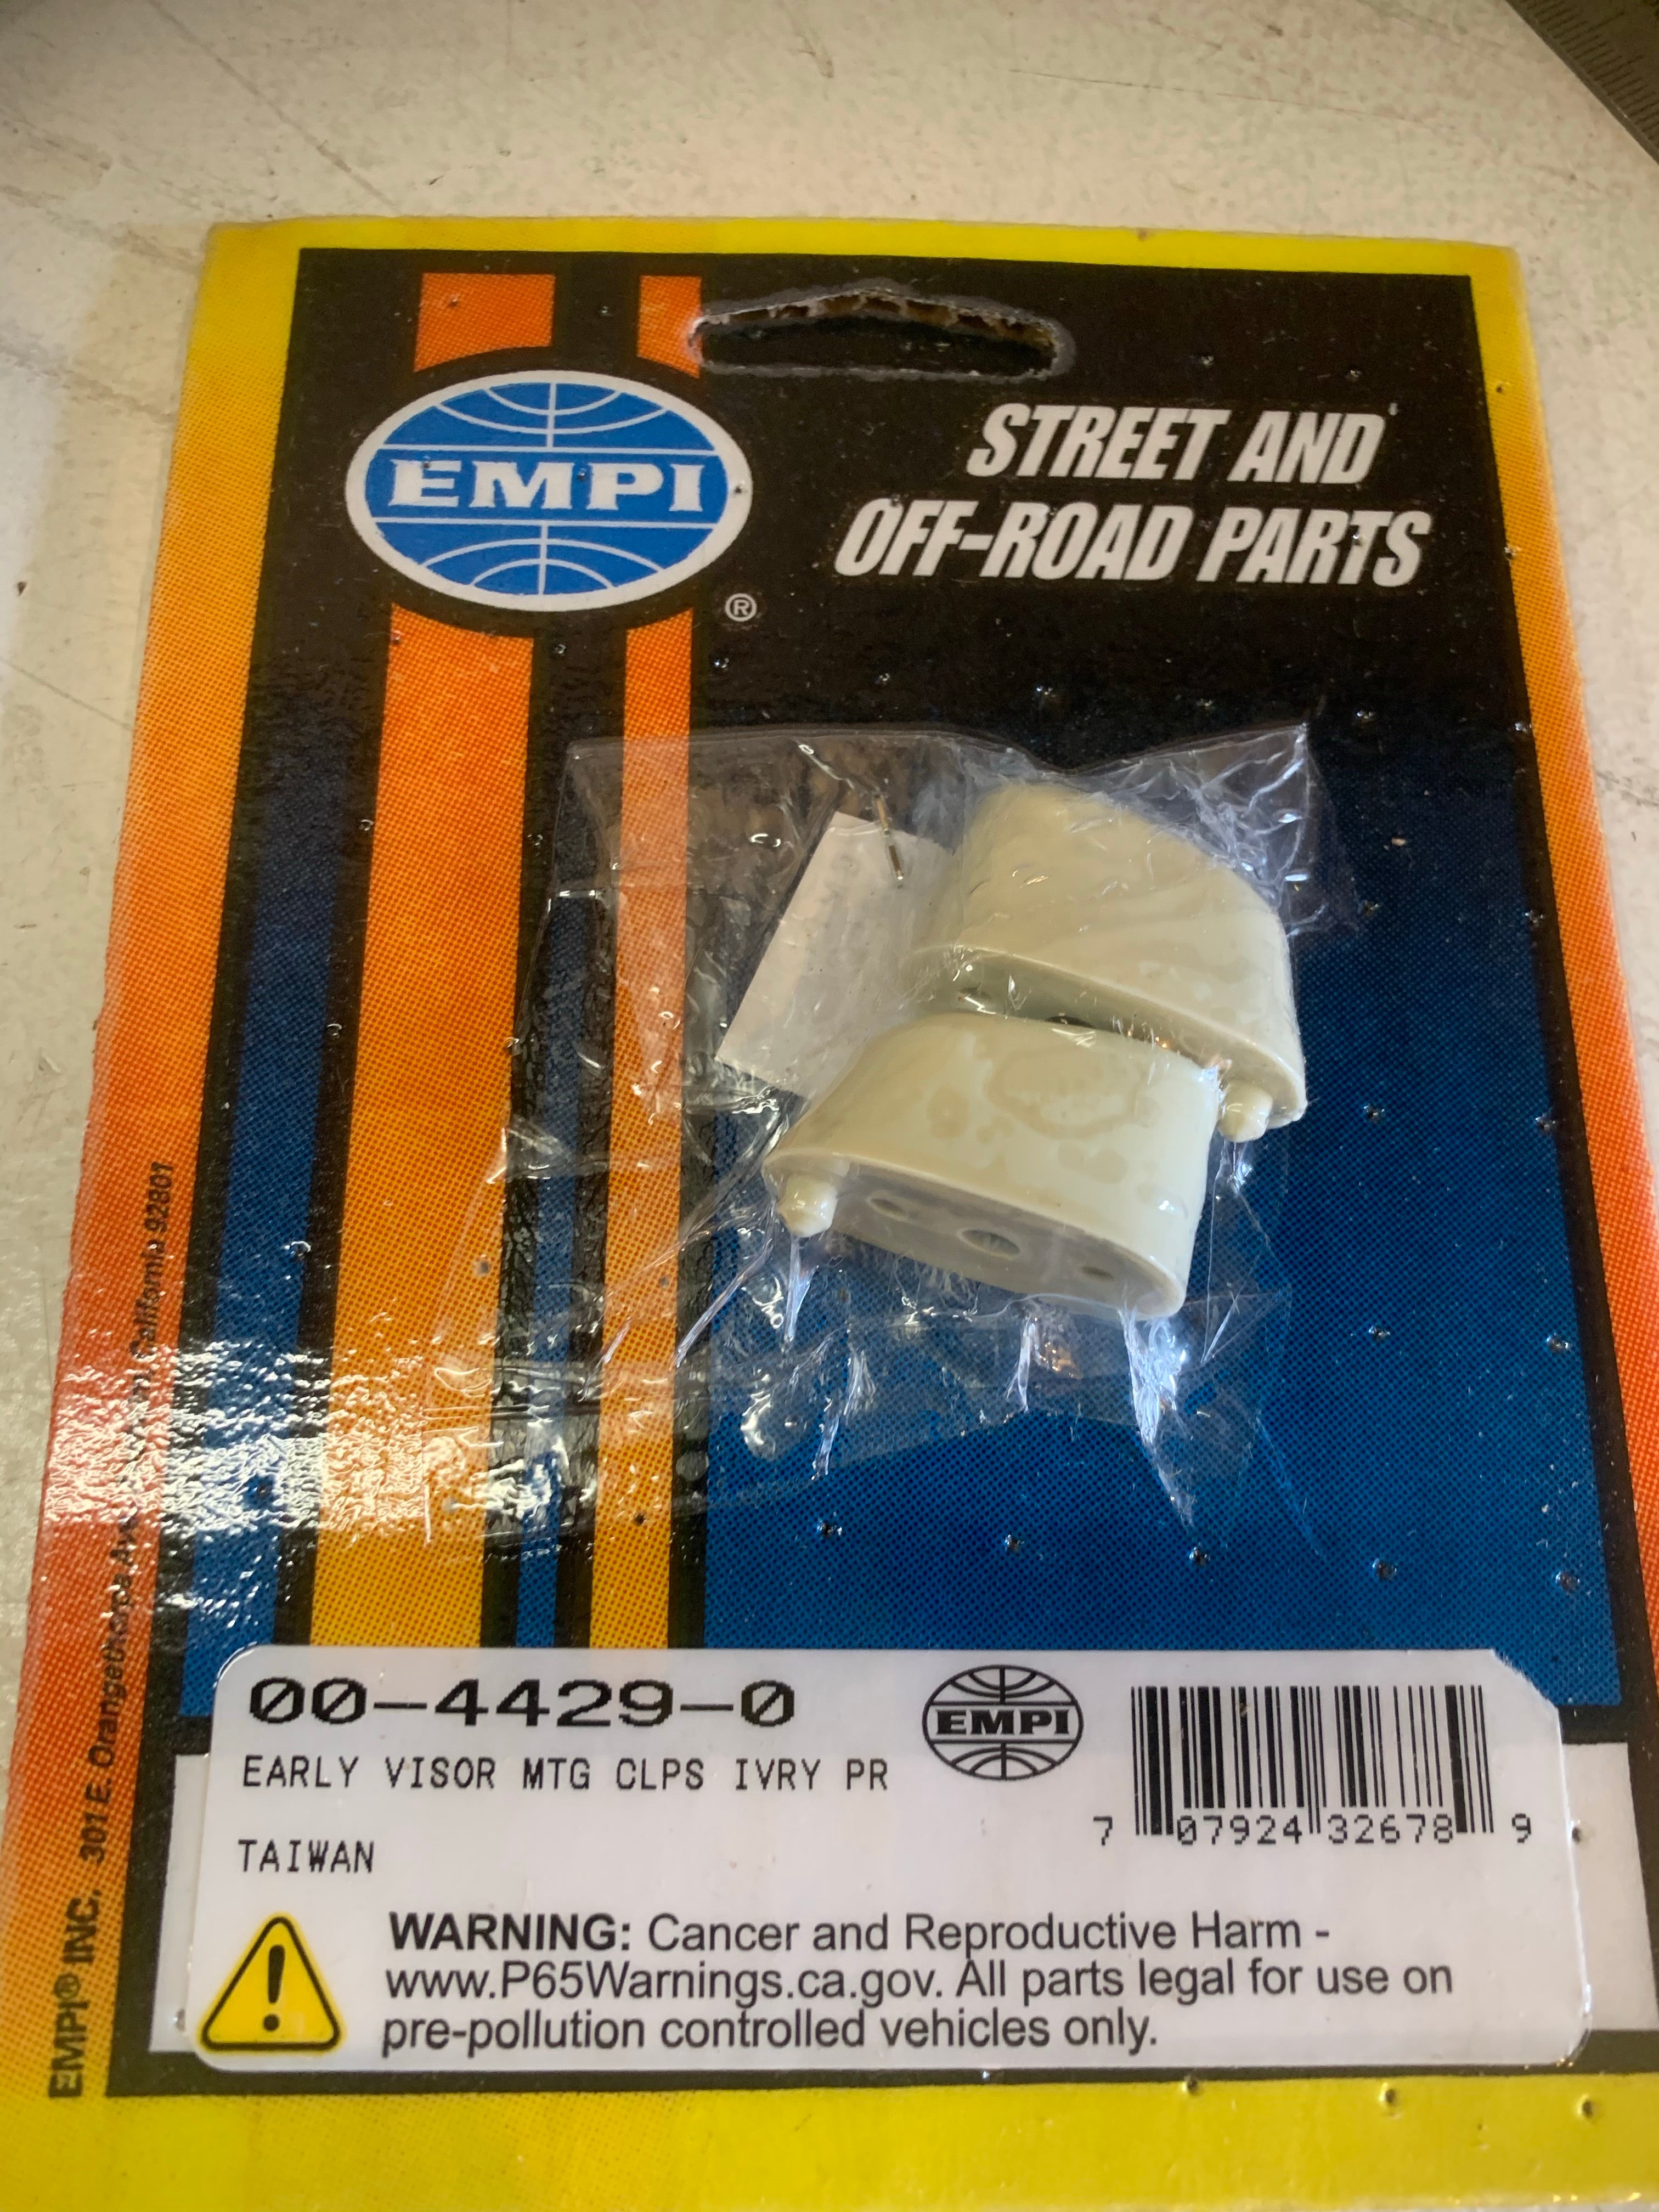 EMPI
®
STREET AND
OFF-ROAD PARTS
EMPI® INC. 301 E. Orangethorpe Ave. California 92801
00-4429-0
EARLY VISOR MTG CLPS IVRY PR
TAIWAN
EMPI
7 07924 32678 9
WARNING: Cancer and Reproductive Harm -
www.P65Warnings.ca.gov. All parts legal for use on
pre-pollution controlled vehicles only.